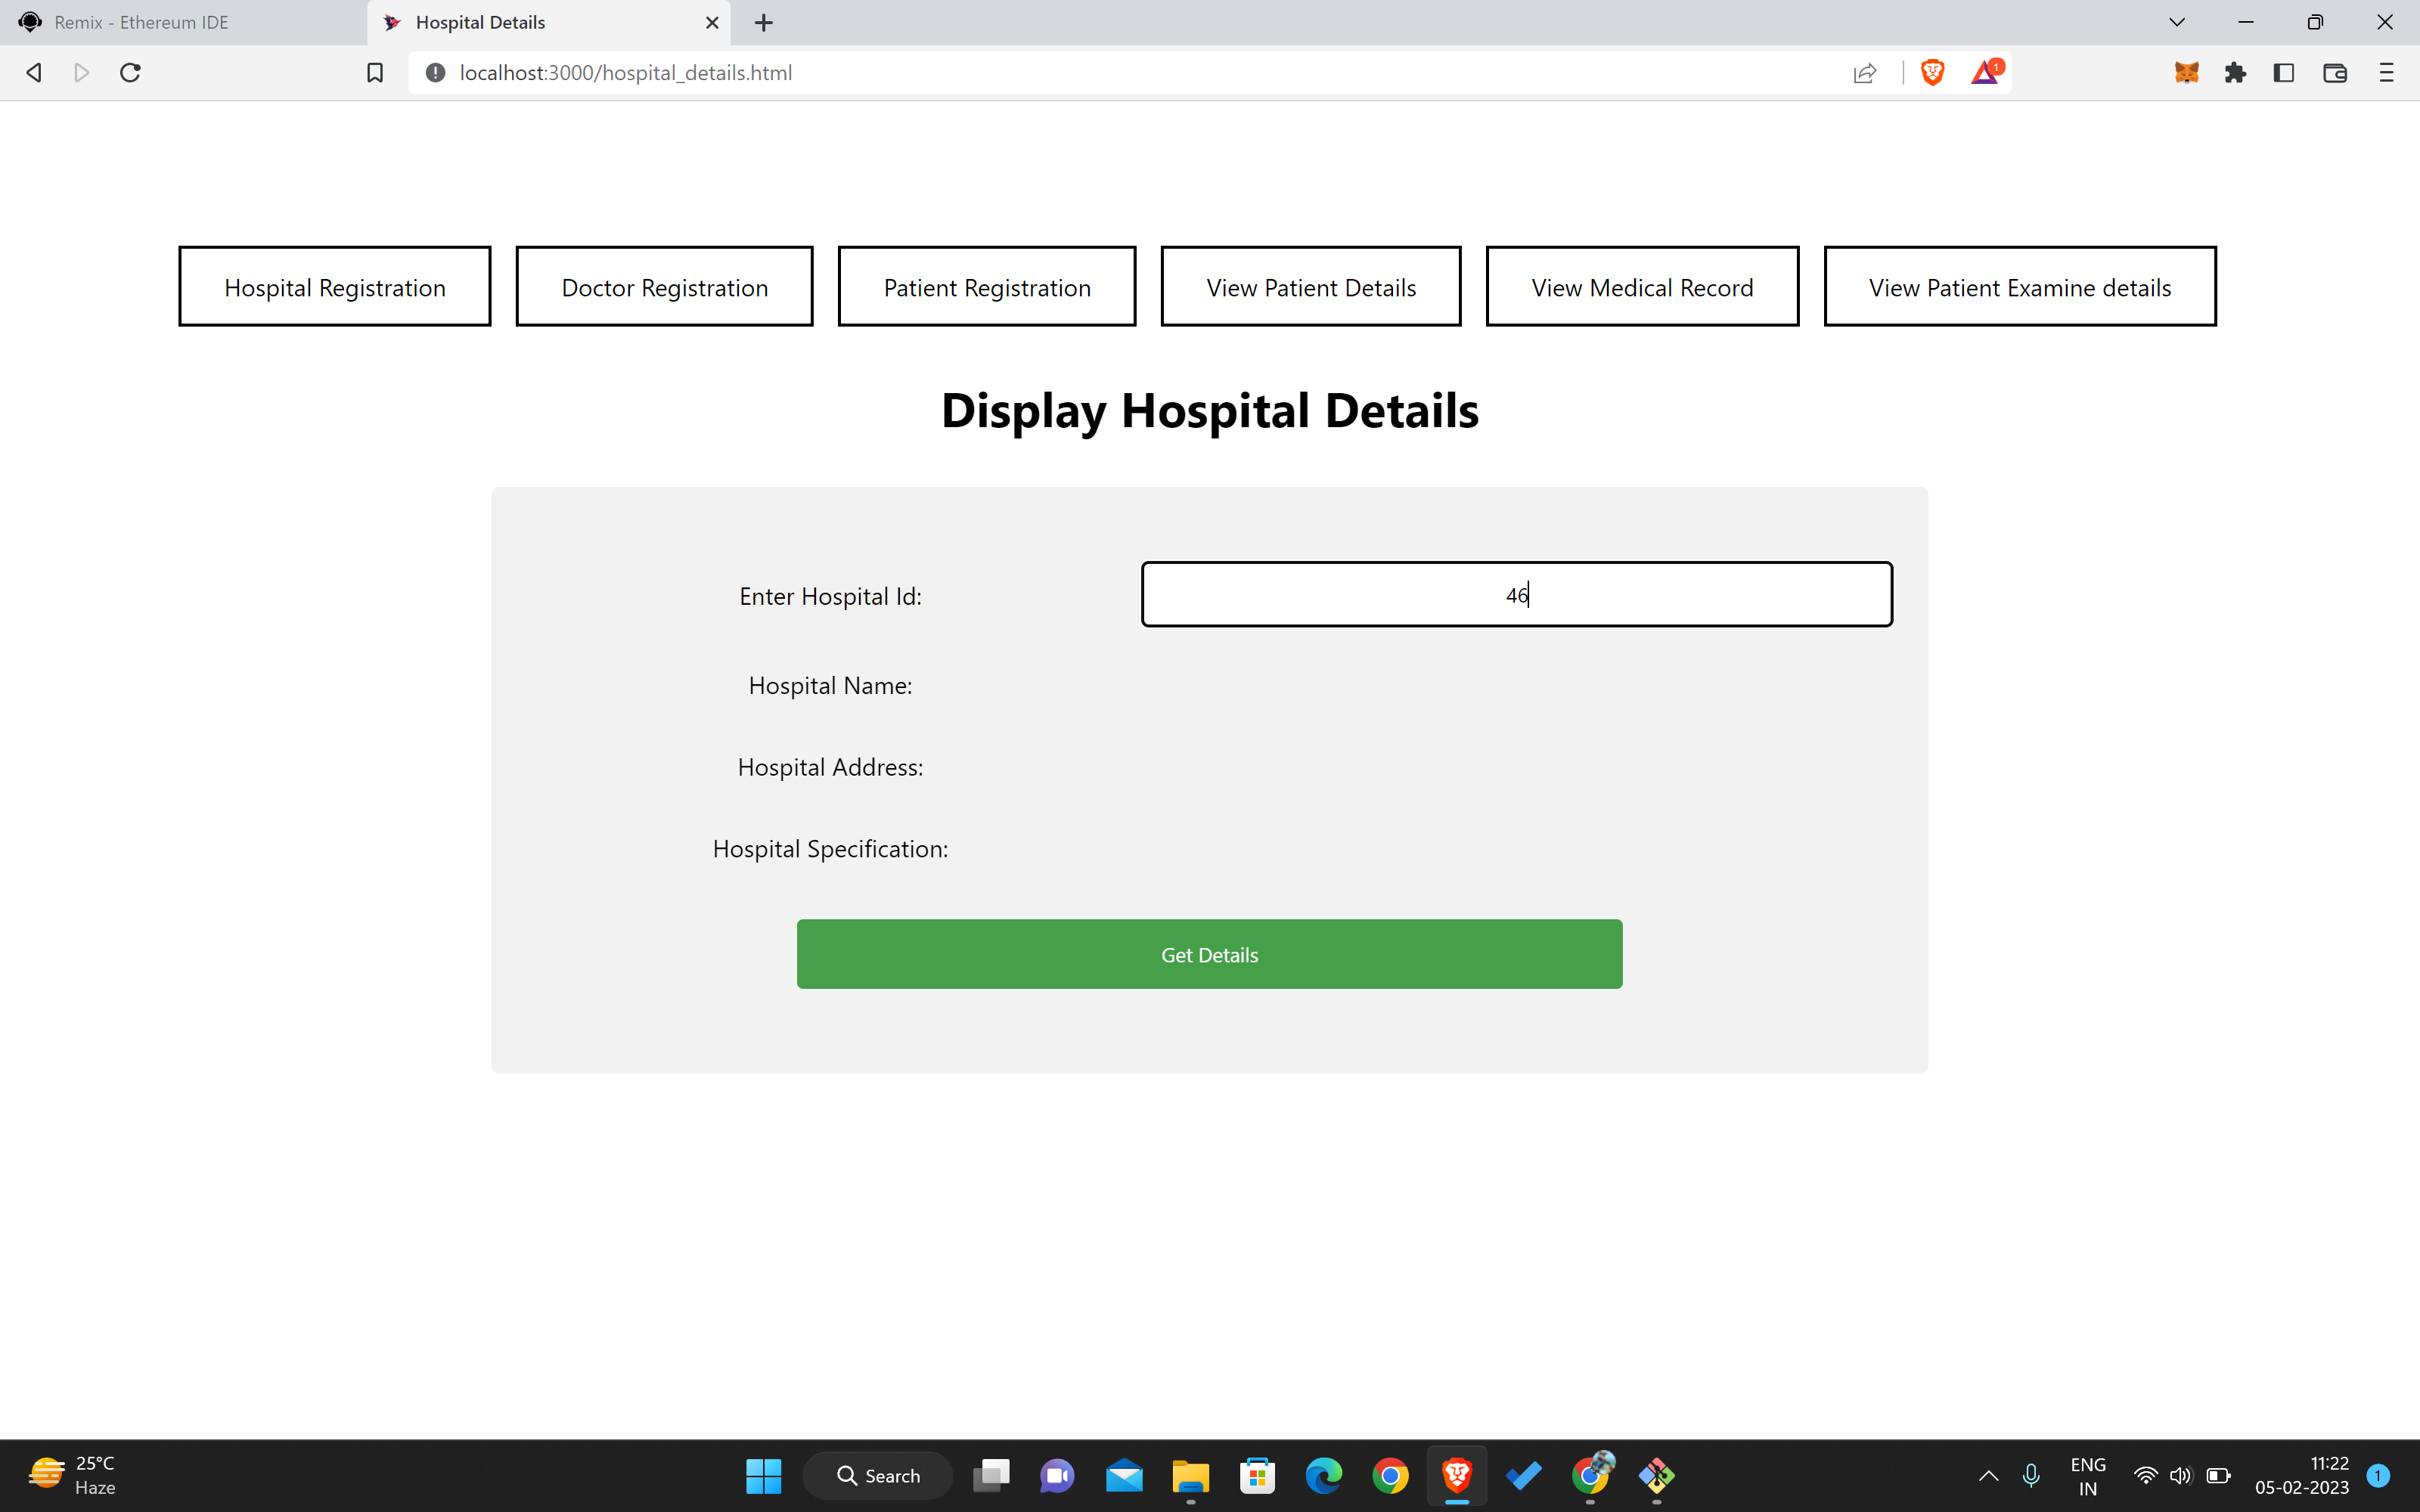 Remix - Ethereum IDE
Hospital Details
localhost:3000/hospital_details.html
1
Hospital Registration
Doctor Registration
Patient Registration
View Patient Details
View Medical Record
View Patient Examine details
Display Hospital Details
Enter Hospital Id:
46
Hospital Name:
Hospital Address:
Hospital Specification:
Get Details
25°C
Haze
Search
ENG
IN
11:22
05-02-2023
1